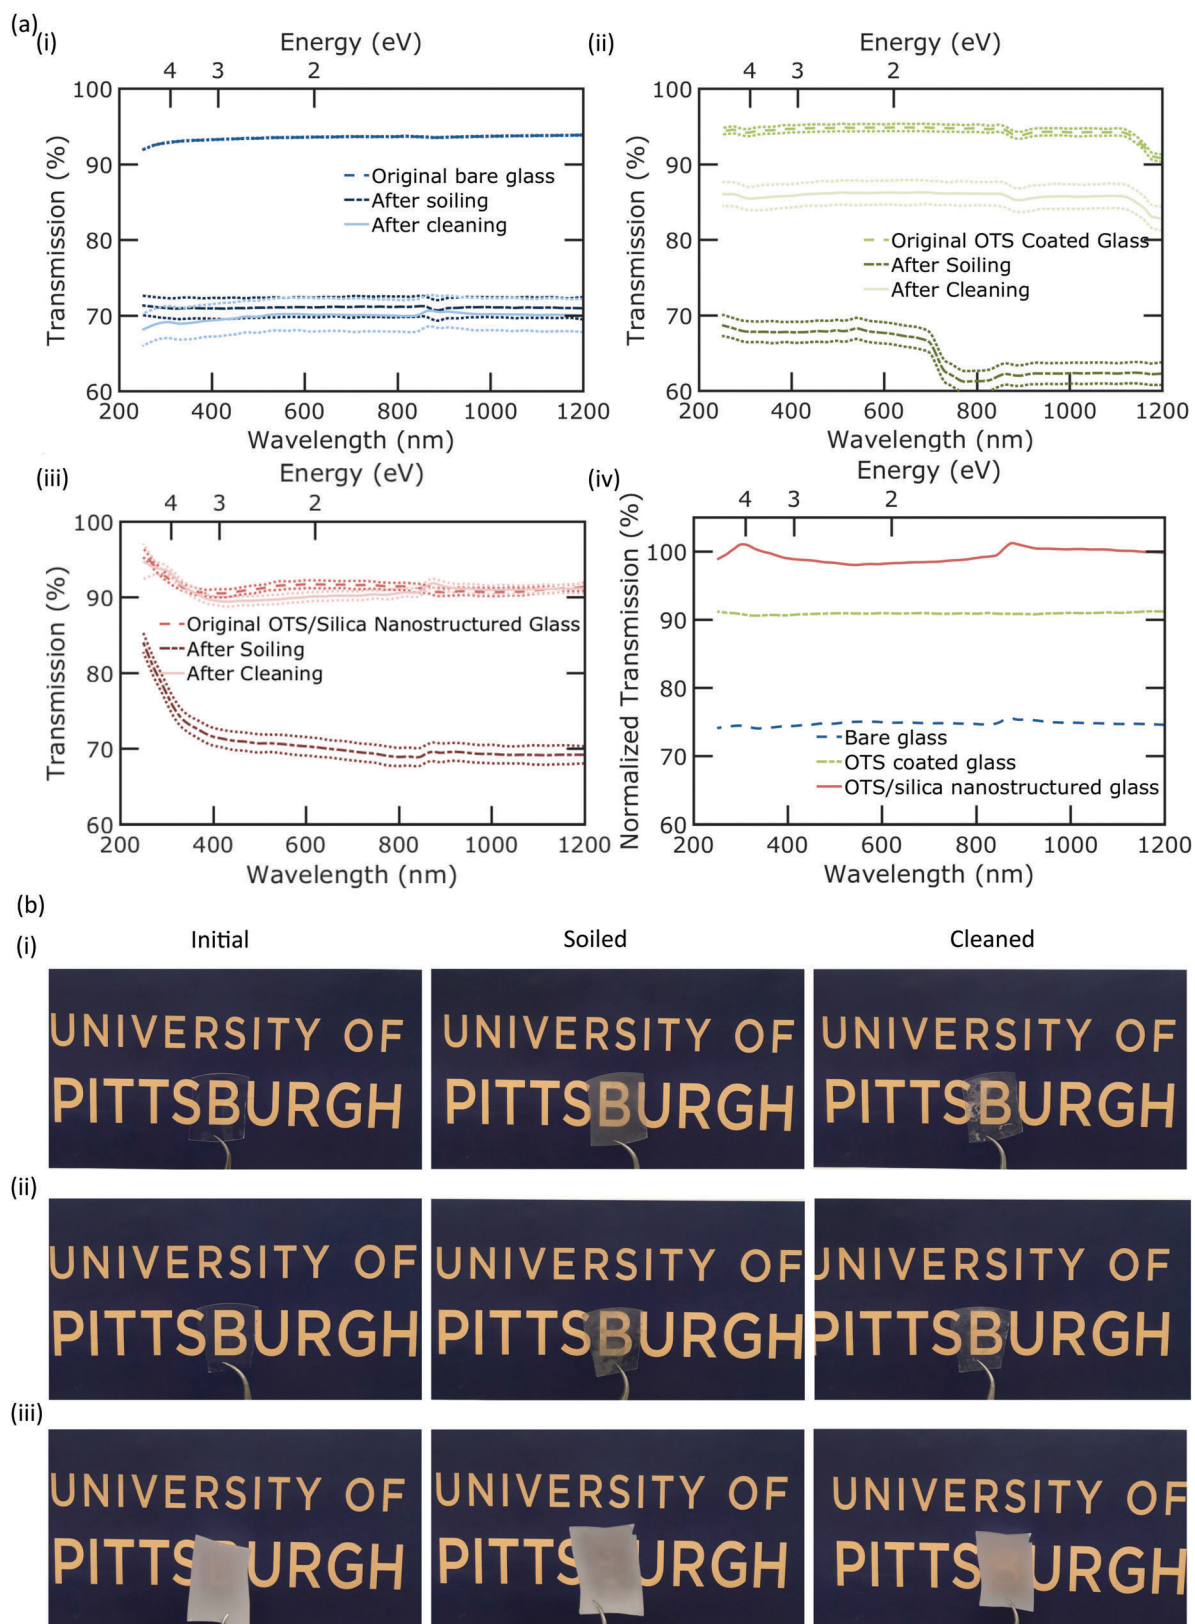 (a)
(i)
Energy (eV)
4 3 2
100
90
80
70
60
Transmission (%)
Original bare glass
After soiling
After cleaning
200 400 600 800 1000 1200
Wavelength (nm)
(ii)
Energy (eV)
4 3 2
100
90
80
70
60
Transmission (%)
Original OTS Coated Glass
After Soiling
After Cleaning
200 400 600 800 1000 1200
Wavelength (nm)
(iii)
Energy (eV)
4 3 2
100
90
80
70
60
Transmission (%)
Original OTS/Silica Nanostructured Glass
After Soiling
After Cleaning
200 400 600 800 1000 1200
Wavelength (nm)
(iv)
Energy (eV)
4 3 2
100
90
80
70
60
Normalized Transmission (%)
Bare glass
OTS coated glass
OTS/silica nanostructured glass
200 400 600 800 1000 1200
Wavelength (nm)
(b)
Initial Soiled Cleaned
(i)
UNIVERSITY OF
PITTSBURGH
UNIVERSITY OF
PITTSBURGH
UNIVERSITY OF
PITTSBURGH
(ii)
UNIVERSITY OF
PITTSBURGH
UNIVERSITY OF
PITTSBURGH
UNIVERSITY OF
PITTSBURGH
(iii)
UNIVERSITY OF
PITTS URGH
UNIVERSITY OF
PITTS URGH
UNIVERSITY OF
PITTS URGH